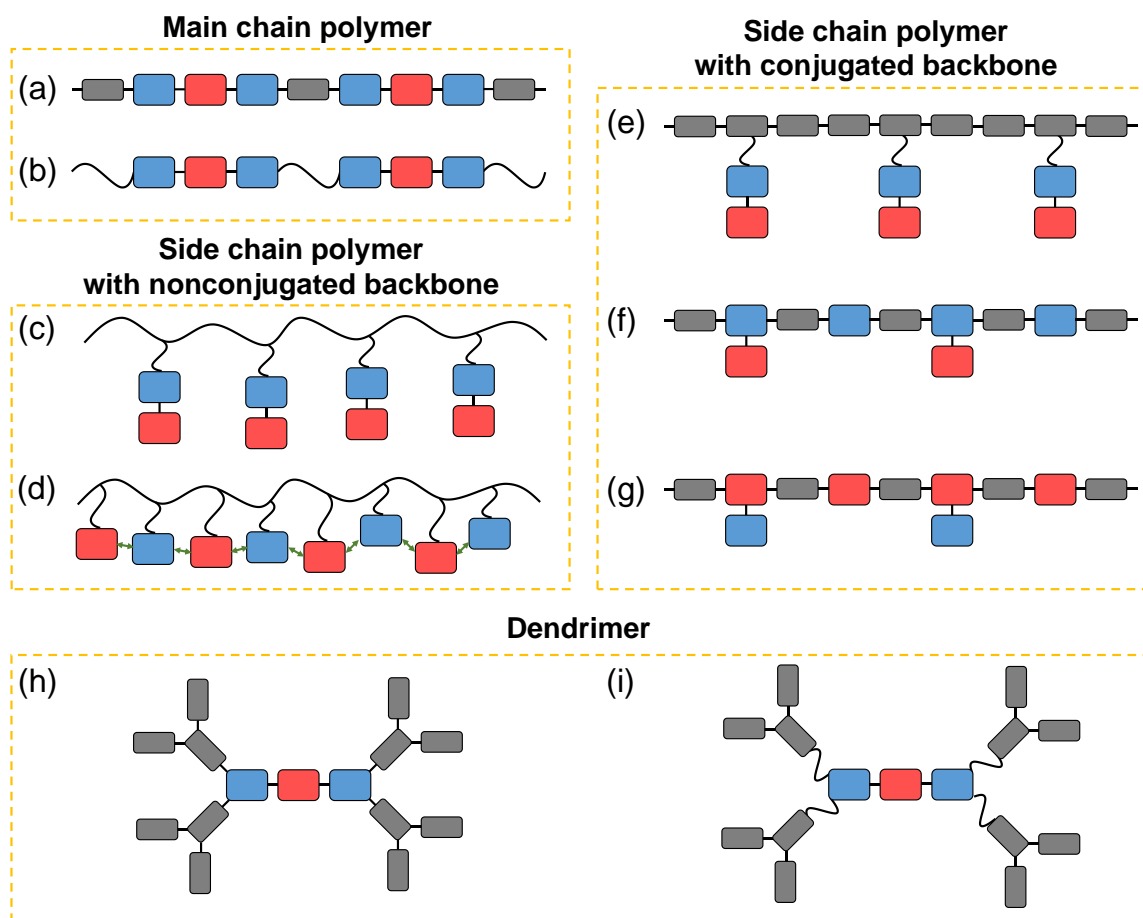 Main chain polymer
(a)
(b)
Side chain polymer
with nonconjugated backbone
(c)
(d)
Side chain polymer
with conjugated backbone
(e)
(f)
(g)
Dendrimer
(h)
(i)